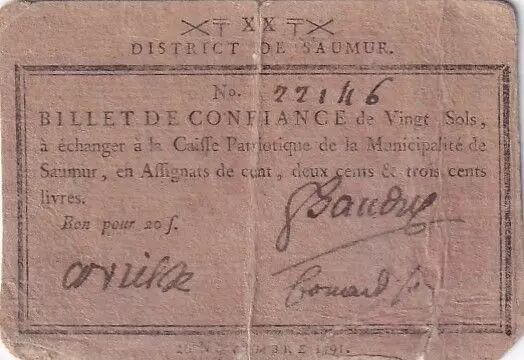 XX
DISTRICT DE SAUMUR.
No. 22146
BILLET DE CONFIANCE de Vingt Sols,
à échanger à la Caiſſe Patriotique de la Municipalité de
Saumur, en Aſſignats de cent, deux cents & trois cents
livres.
Bon pour 20 ſ.